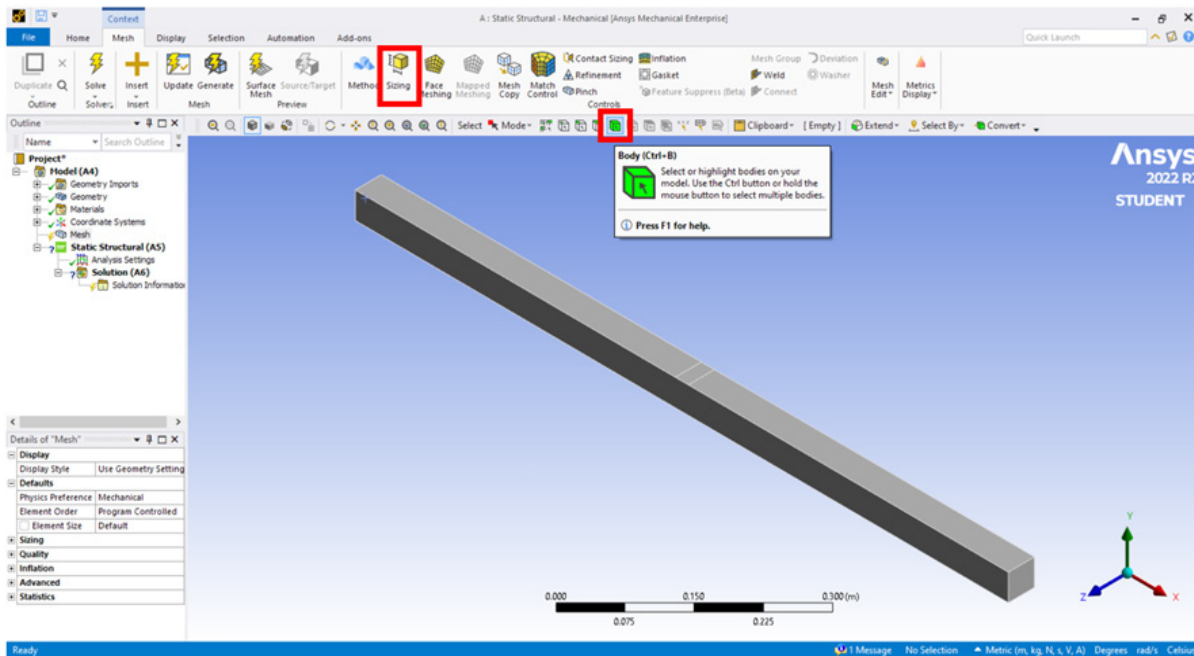 Context
A : Static Structural - Mechanical [Ansys Mechanical Enterprise]
File Home Mesh Display Selection Automation Add-ons
Quick Launch
Duplicate Q
Outline
Solve
Solver
Insert
Insert
Update Generate
Mesh
Surface Mesh
Source/Target
Preview
Method
Sizing
Face Meshing
Mapped Meshing
Mesh Copy
Match Control
Contact Sizing
Refinement
Pinch
Inflation
Gasket
Feature Suppress (Beta)
Mesh Group
Weld
Connect
Deviation
Washer
Controls
Mesh Edit
Metrics Display
Outline
Name
Search Outline
Select Mode
Clipboard
[ Empty ]
Extend
Select By
Convert
Project*
Model (A4)
Geometry Imports
Geometry
Materials
Coordinate Systems
Mesh
Static Structural (A5)
Analysis Settings
Solution (A6)
Solution Informatio
Body (Ctrl+B)
Select or highlight bodies on your
model. Use the Ctrl button or hold the
mouse button to select multiple bodies.
Press F1 for help.
Ansys
2022 R2
STUDENT
Details of "Mesh"
Display
Display Style Use Geometry Setting
Defaults
Physics Preference Mechanical
Element Order Program Controlled
Element Size Default
Sizing
Quality
Inflation
Advanced
Statistics
0.000 0.150 0.300 (m)
0.075 0.225
Y
Z
X
Ready
1 Message No Selection Metric (m, kg, N, s, V, A) Degrees rad/s Celsius